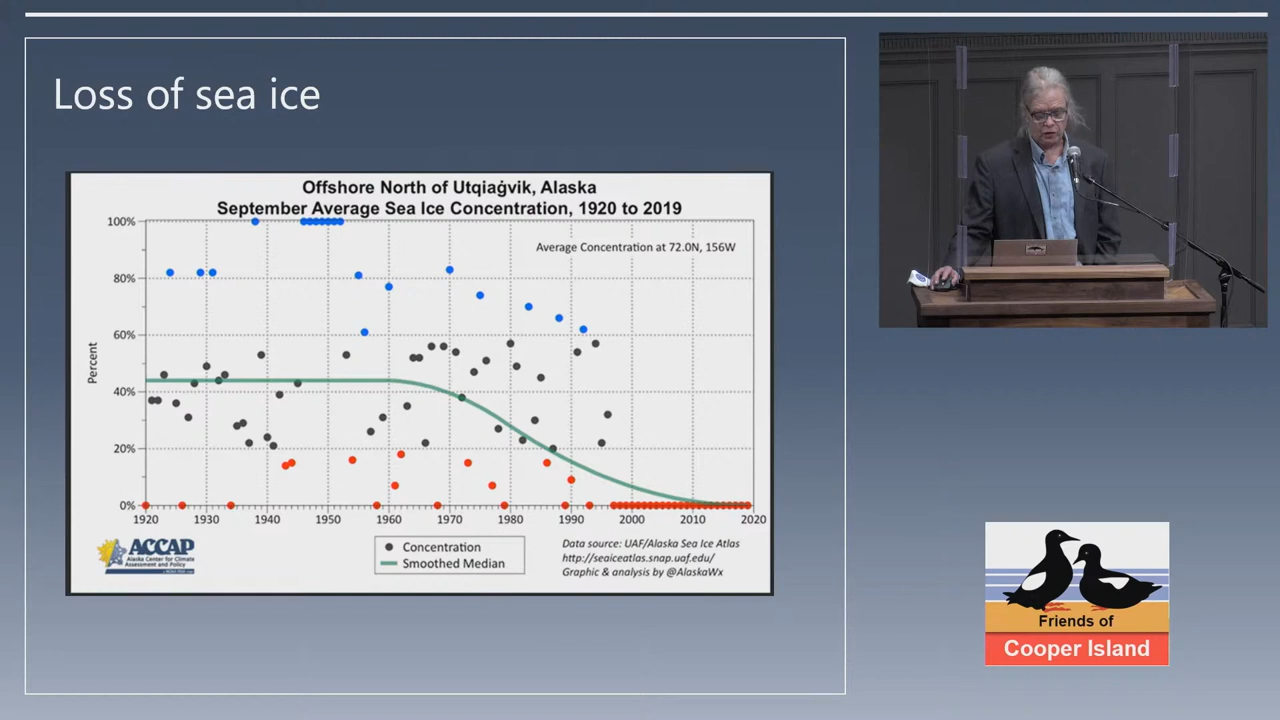 Loss of sea ice
Offshore North of Utqiaġvik, Alaska
September Average Sea Ice Concentration, 1920 to 2019
Average Concentration at 72.0N, 156W
Percent
100%
80%
60%
40%
20%
0%
1920 1930 1940 1950 1960 1970 1980 1990 2000 2010 2020
ACCAP
Alaska Center for Climate
Assessment and Policy
Concentration
Smoothed Median
Data source: UAF/Alaska Sea Ice Atlas
http://seaiceatlas.snap.uaf.edu/
Graphic & analysis by @AlaskaWx
Friends of
Cooper Island